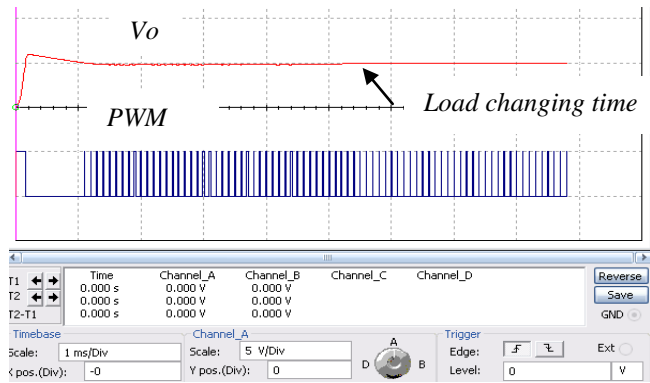 Vo
Load changing time
PWM
Time Channel_A Channel_B Channel_C Channel_D
T1 0.000 s 0.000 V 0.000 V
T2 0.000 s 0.000 V 0.000 V
T2-T1 0.000 s 0.000 V 0.000 V
Reverse
Save
GND
Timebase
Scale: 1 ms/Div
X pos.(Div): -0
Channel_A
Scale: 5 V/Div
Y pos.(Div): 0
A
D B
Trigger
Edge: Ext
Level: 0 V